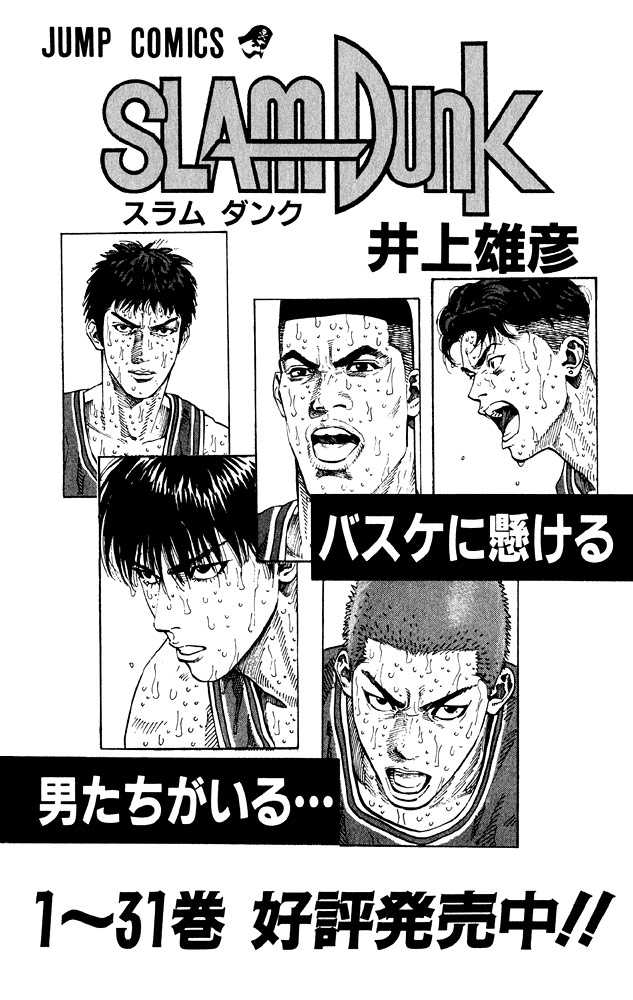 JUMP COMICS
SLAM DUNK
スラム ダンク
井上雄彦
バスケに懸ける
男たちがいる…
1〜31巻 好評発売中!!